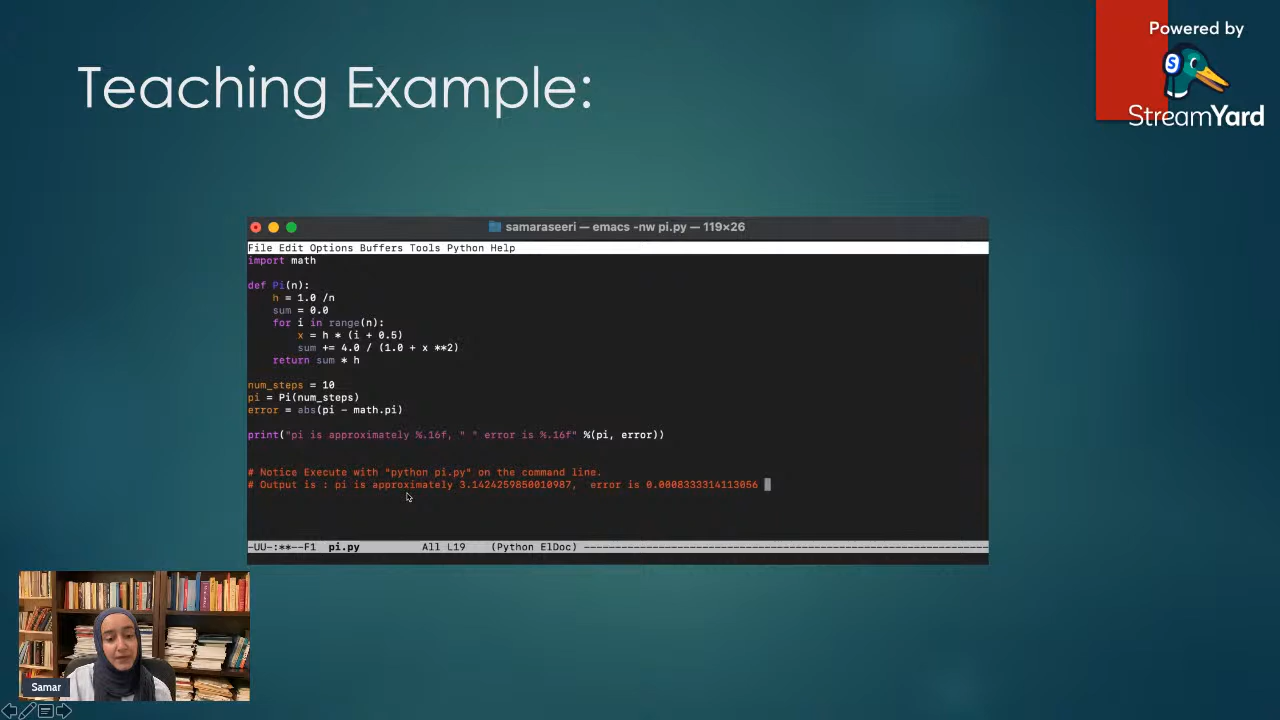 Teaching Example:
Powered by
StreamYard
samaraseeri — emacs -nw pi.py — 119×26
File Edit Options Buffers Tools Python Help
import math
def Pi(n):
    h = 1.0 /n
    sum = 0.0
    for i in range(n):
        x = h * (i + 0.5)
        sum += 4.0 / (1.0 + x **2)
    return sum * h
num_steps = 10
pi = Pi(num_steps)
error = abs(pi - math.pi)
print("pi is approximately %.16f, " " error is %.16f" %(pi, error))
# Notice Execute with "python pi.py" on the command line.
# Output is : pi is approximately 3.1424259850010987,  error is 0.0008333314113056
-UU-:**--F1  pi.py          All L19    (Python ElDoc) ----------------------------------------------------------------
Samar